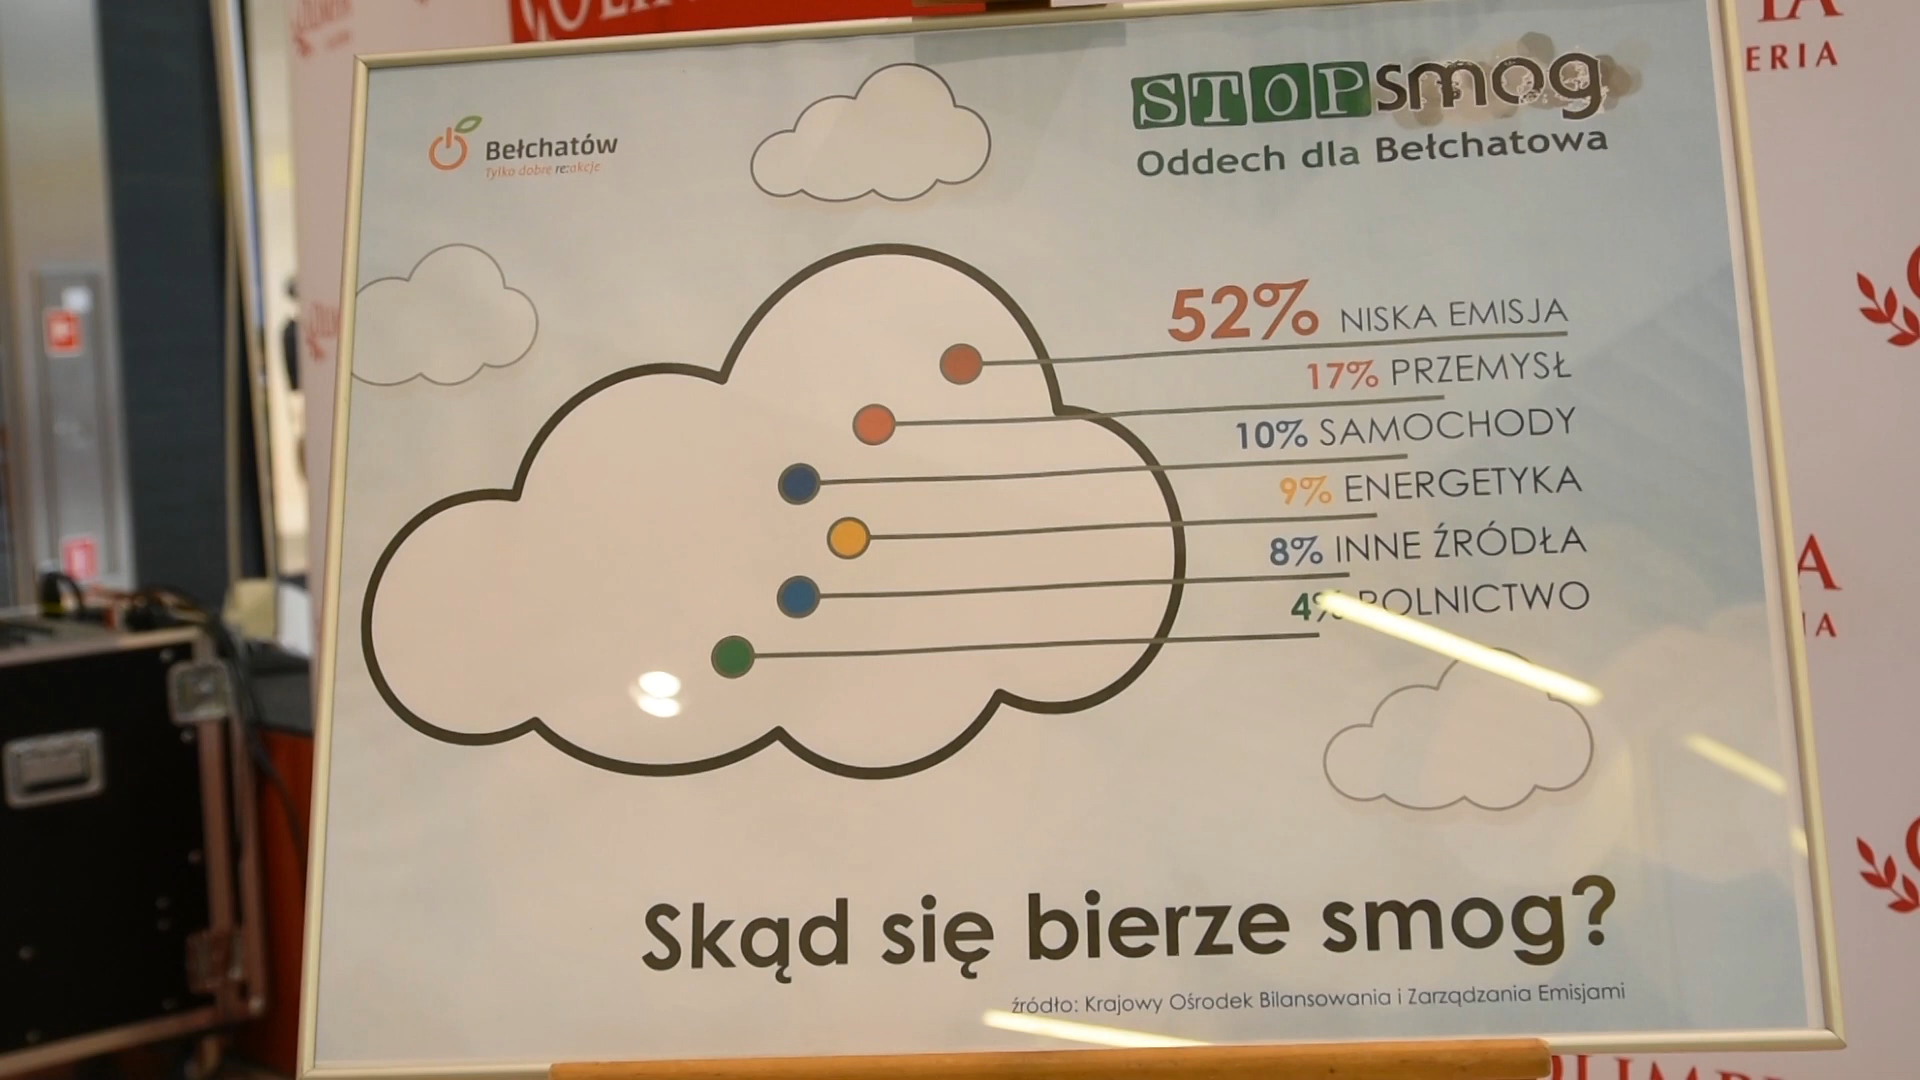 ERIA
Bełchatów
Tylko dobre re:akcje
STOPsmog
Oddech dla Bełchatowa
52% NISKA EMISJA
17% PRZEMYSŁ
10% SAMOCHODY
9% ENERGETYKA
8% INNE ŹRÓDŁA
4% ROLNICTWO
Skąd się bierze smog?
źródło: Krajowy Ośrodek Bilansowania i Zarządzania Emisjami